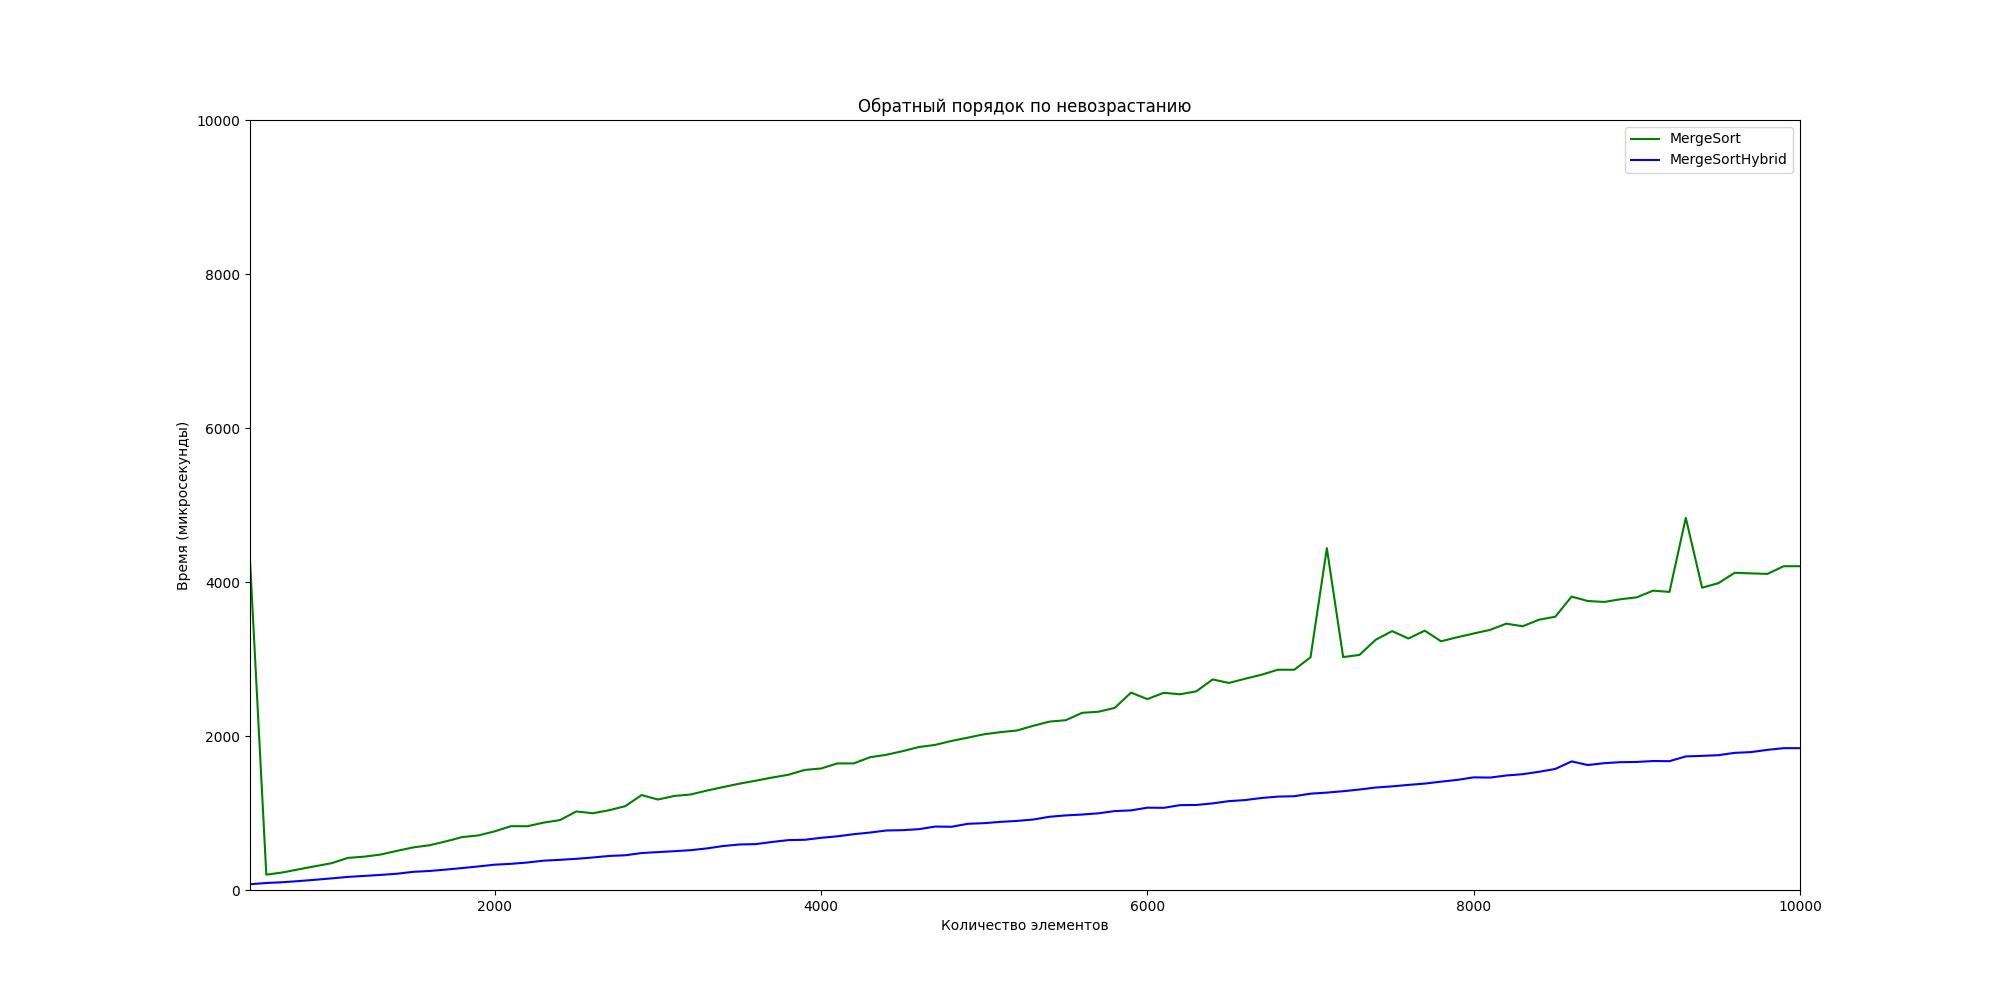 Обратный порядок по невозрастанию
MergeSort
MergeSortHybrid
Время (микросекунды)
10000
8000
6000
4000
2000
0
2000
4000
6000
8000
10000
Количество элементов